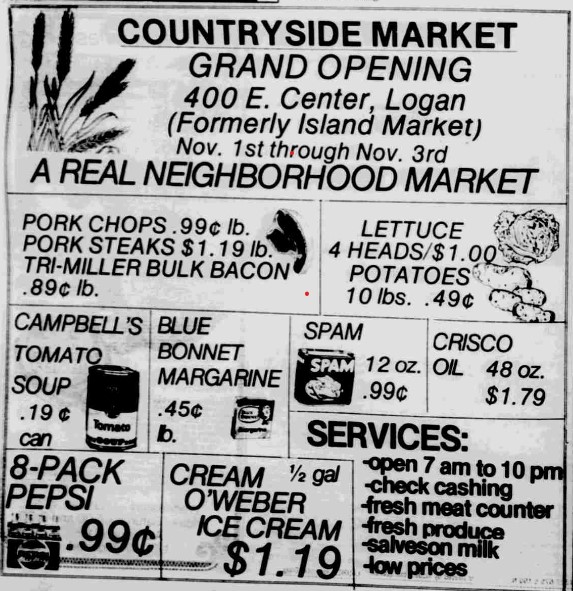 COUNTRYSIDE MARKET
GRAND OPENING
400 E. Center, Logan
(Formerly Island Market)
Nov. 1st through Nov. 3rd
A REAL NEIGHBORHOOD MARKET
PORK CHOPS .99¢ lb.
PORK STEAKS $1.19 lb.
TRI-MILLER BULK BACON
.89¢ lb.
LETTUCE
4 HEADS/$1.00
POTATOES
10 lbs. .49¢
CAMPBELL'S
TOMATO
SOUP
.19 ¢
can
Tomato
SOUP
BLUE
BONNET
MARGARINE
.45¢
lb.
SPAM
SPAM
12 oz.
.99¢
CRISCO
OIL 48 oz.
$1.79
8-PACK
PEPSI
.99¢
CREAM ½ gal
O'WEBER
ICE CREAM
$1.19
SERVICES:
-open 7 am to 10 pm
-check cashing
-fresh meat counter
-fresh produce
-salveson milk
-low prices